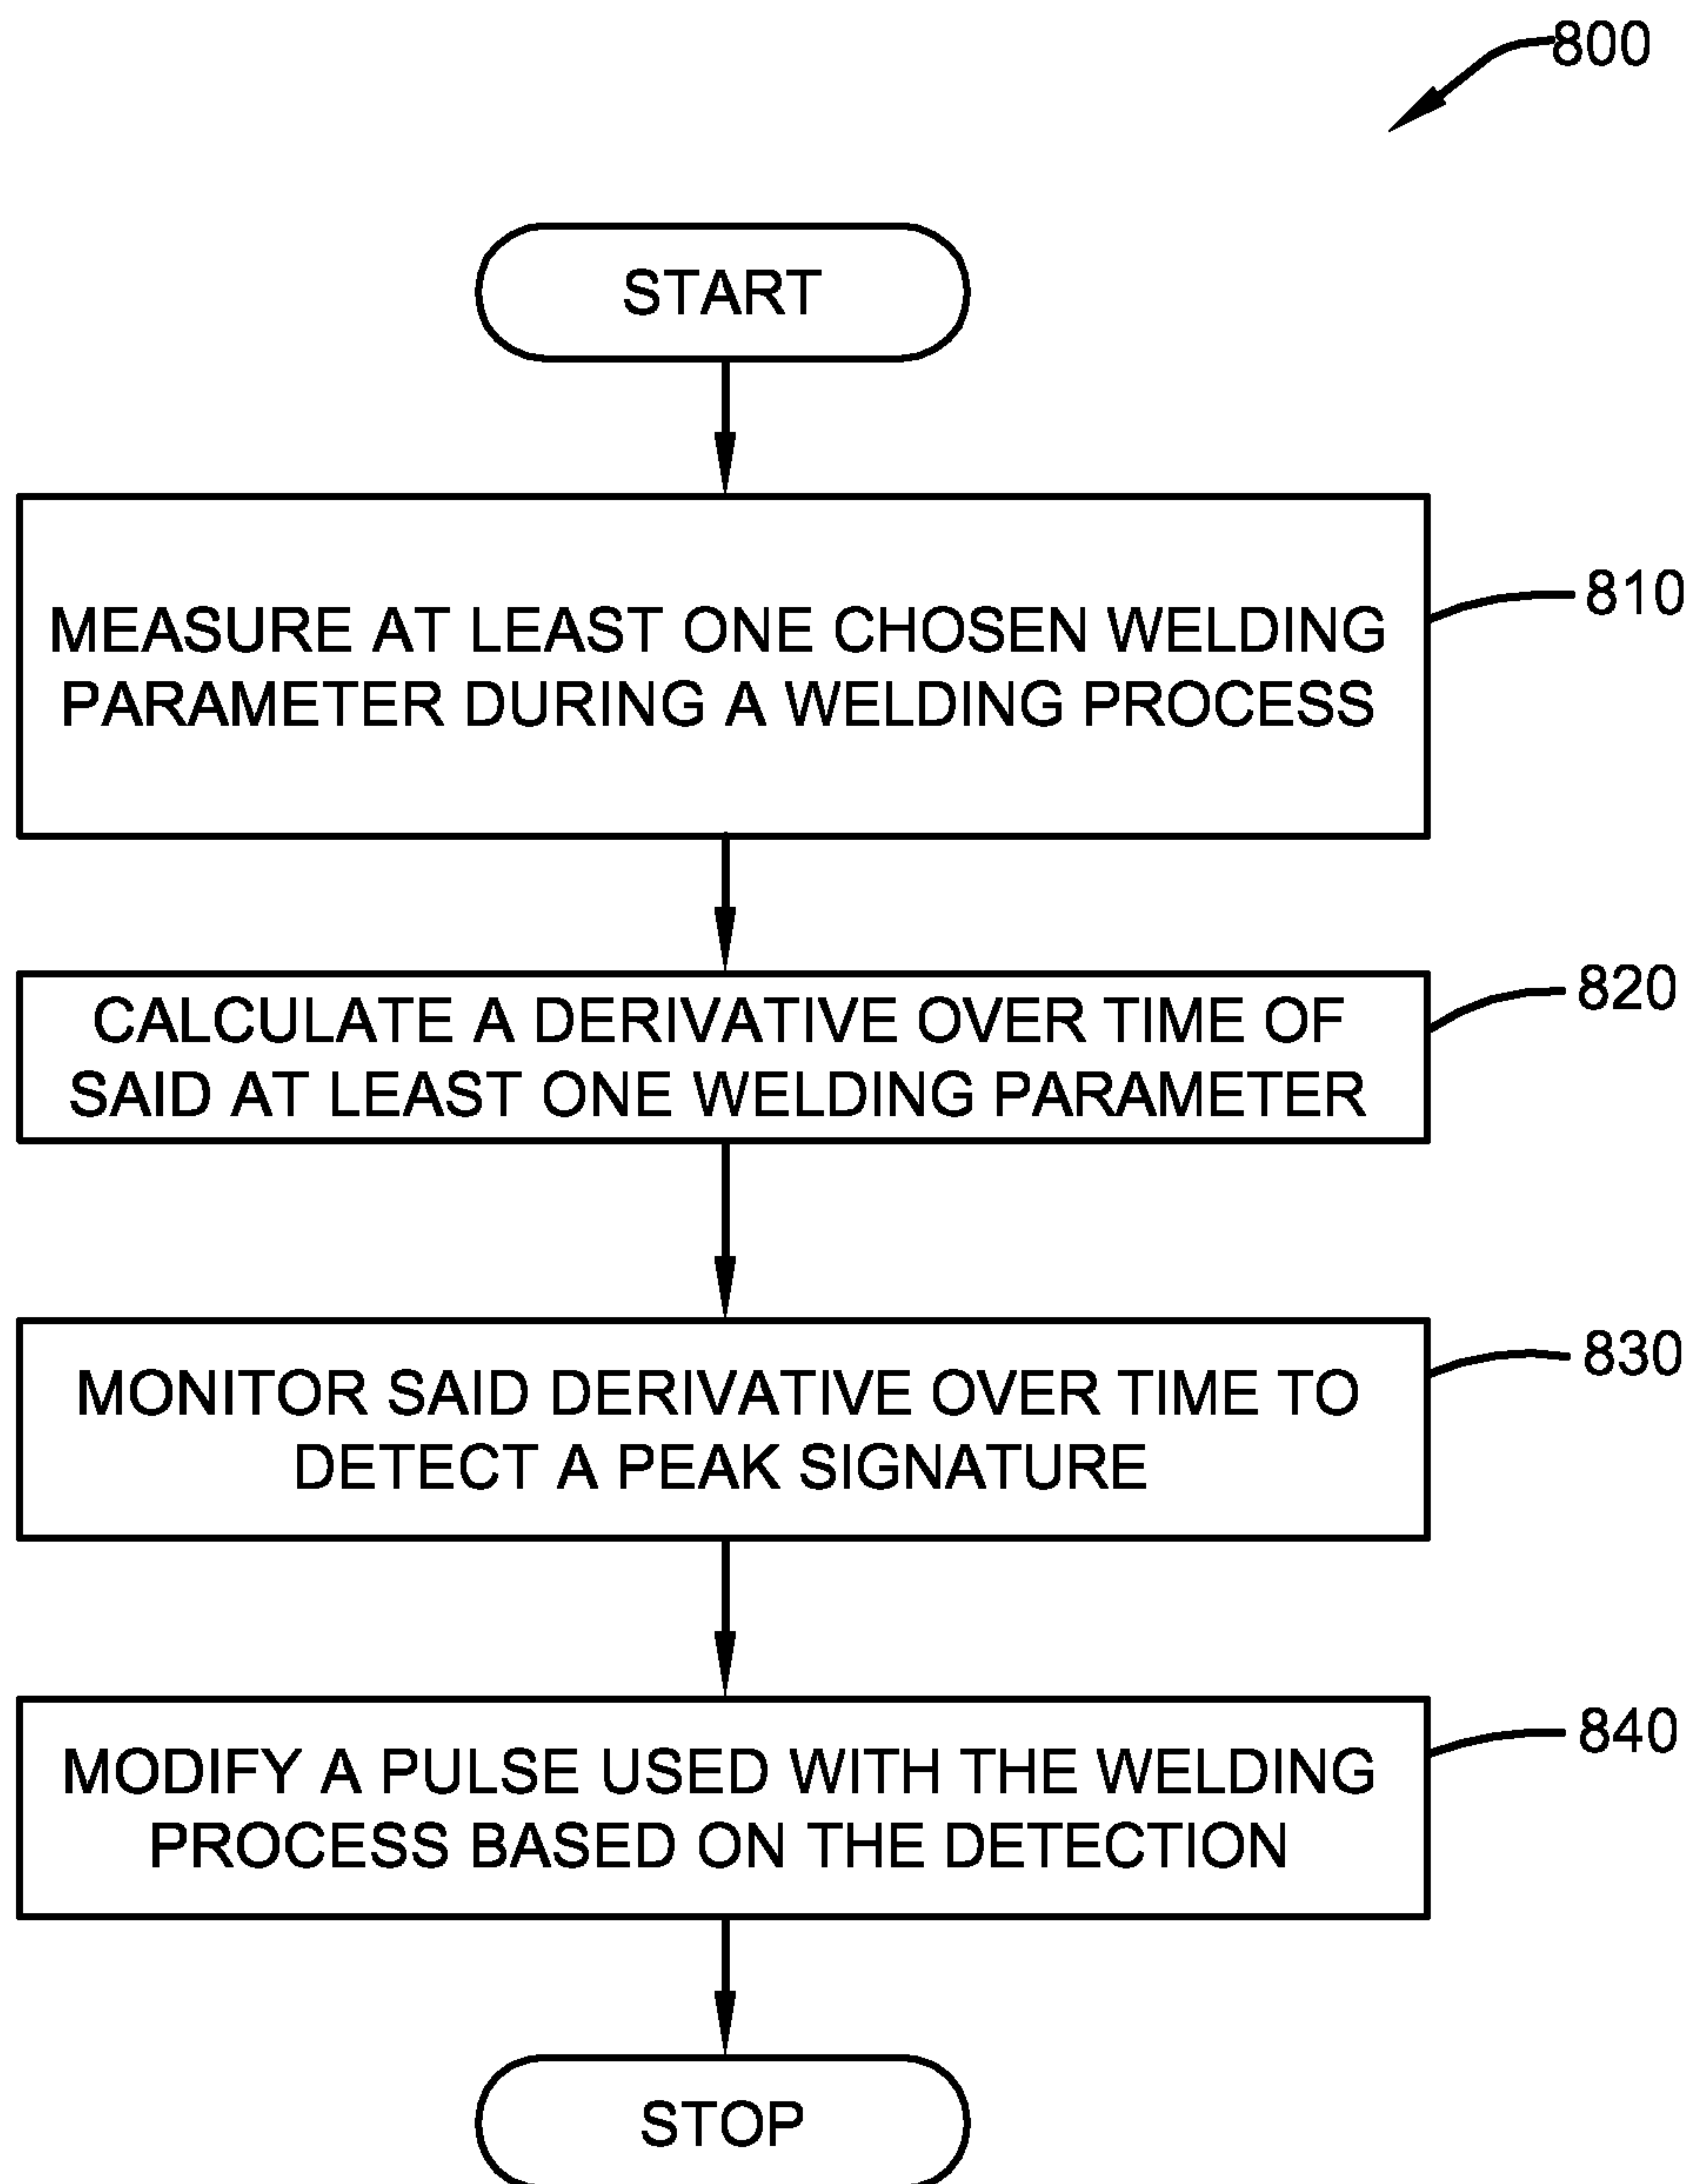 800
START
MEASURE AT LEAST ONE CHOSEN WELDING
PARAMETER DURING A WELDING PROCESS
810
CALCULATE A DERIVATIVE OVER TIME OF
SAID AT LEAST ONE WELDING PARAMETER
820
MONITOR SAID DERIVATIVE OVER TIME TO
DETECT A PEAK SIGNATURE
830
MODIFY A PULSE USED WITH THE WELDING
PROCESS BASED ON THE DETECTION
840
STOP